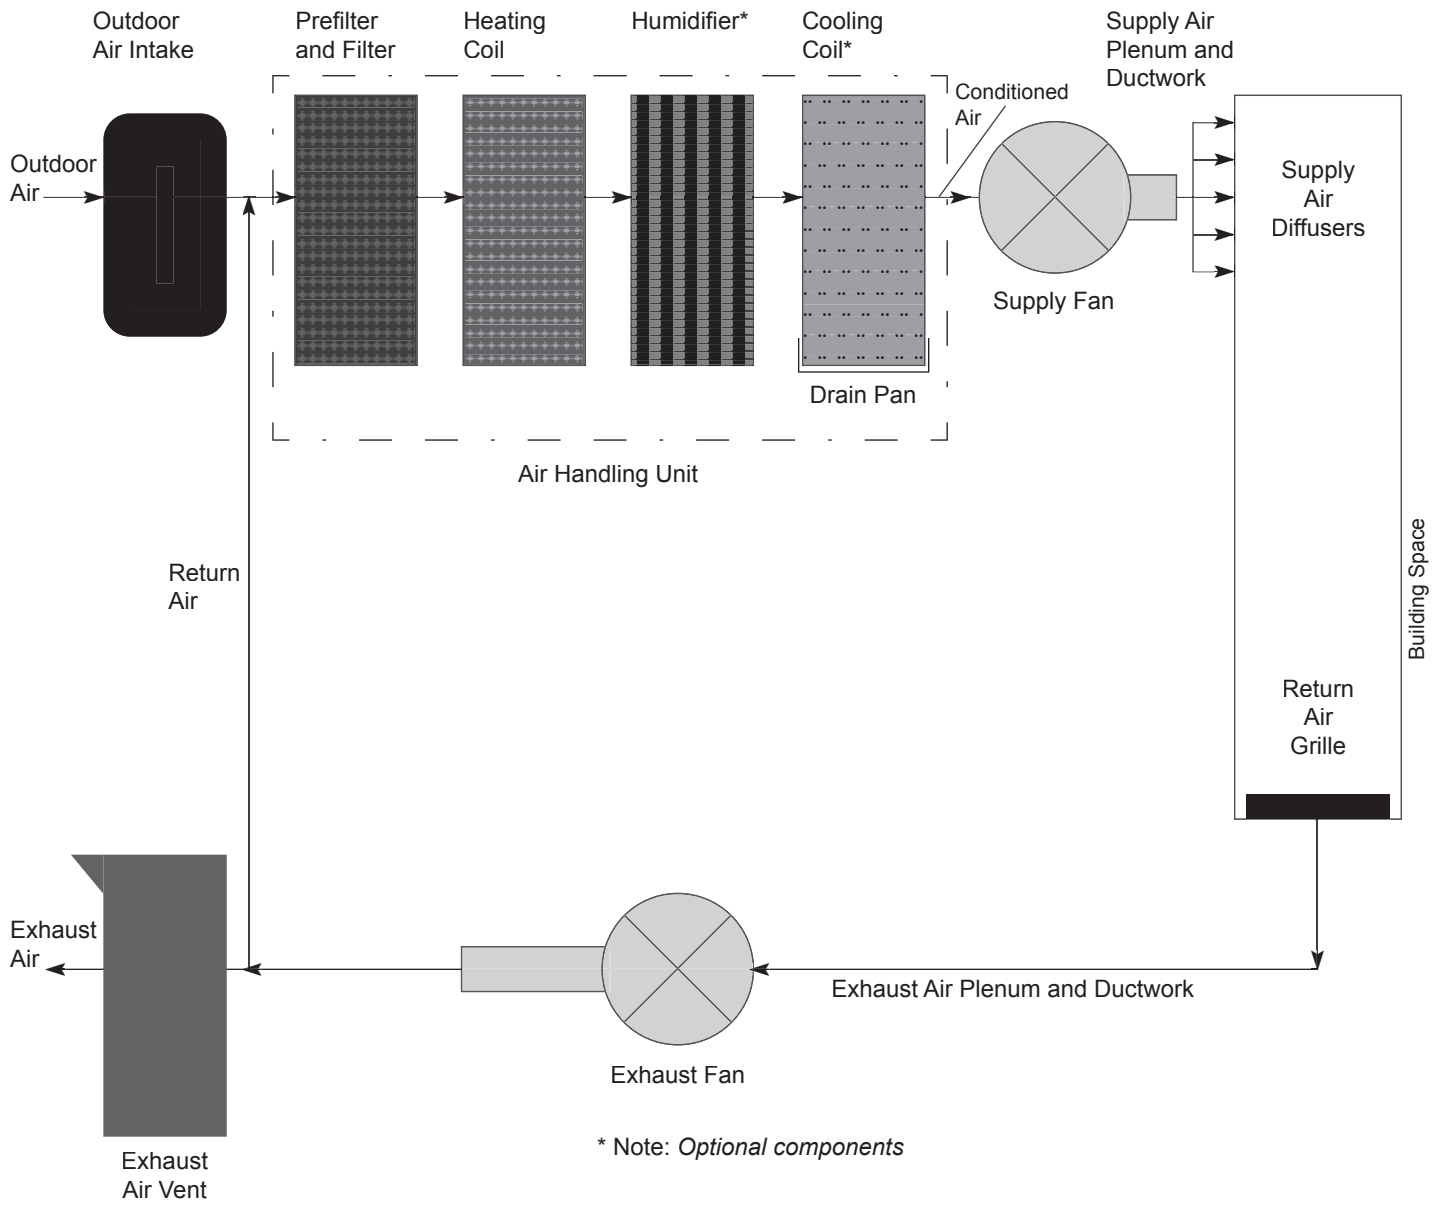 Outdoor
Air Intake
Prefilter
and Filter
Heating
Coil
Humidifier*
Cooling
Coil*
Supply Air
Plenum and
Ductwork
Conditioned
Air
Outdoor
Air
Supply
Air
Diffusers
Supply Fan
Drain Pan
Air Handling Unit
Return
Air
Building Space
Return
Air
Grille
Exhaust
Air
Exhaust Air Plenum and Ductwork
Exhaust Fan
* Note: Optional components
Exhaust
Air Vent